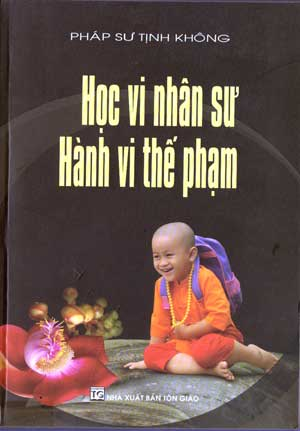 PHÁP SƯ TỊNH KHÔNG
Học vi nhân sư
Hành vi thế phạm
TG NHÀ XUẤT BẢN TÔN GIÁO